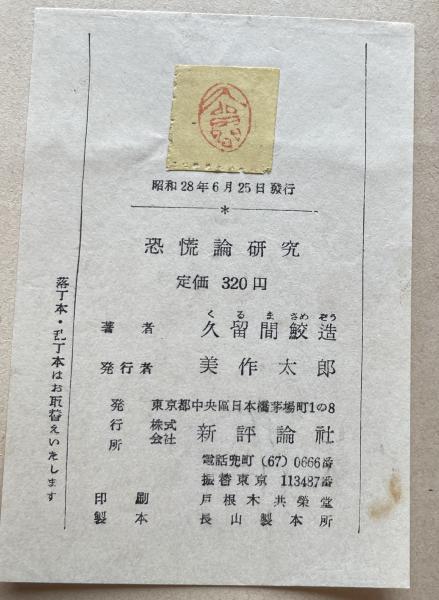 昭和28年6月25日發行
*
恐慌論研究
定価 320円
くるま さめぞう
著者 久留間鮫造
発行者 美作太郎
発行所 東京都中央區日本橋茅場町1の8
株式会社 新評論社
電話兜町(67)0666番
振替東京 113487番
印刷 戸根木共榮堂
製本 長山製本所
落丁本・乱丁本はお取替えいたします